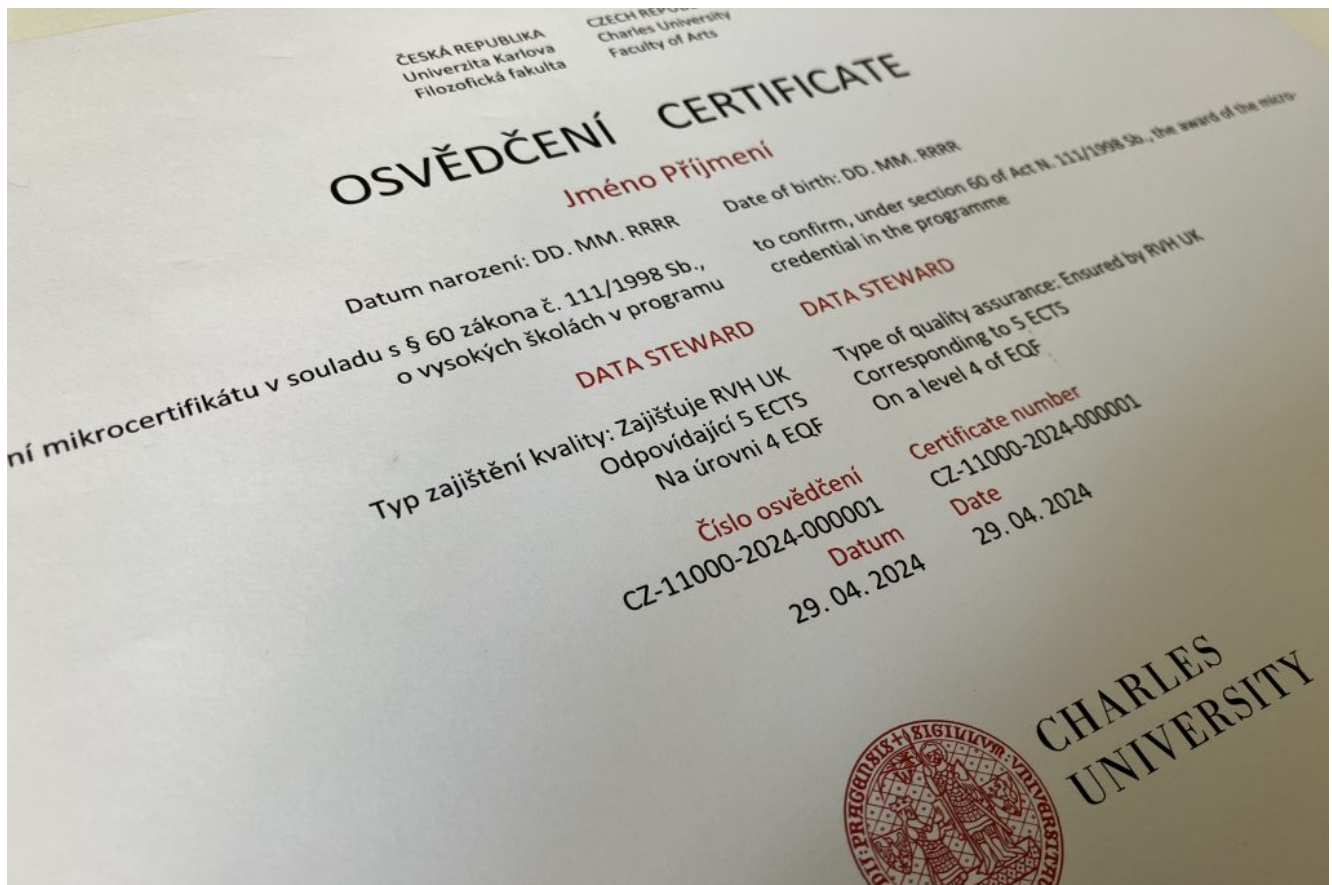 ČESKÁ REPUBLIKA
Univerzita Karlova
Filozofická fakulta
CZECH
Charles University
Faculty of Arts
OSVĚDČENÍ CERTIFICATE
Jméno Příjmení
Datum narození: DD. MM. RRRR
Date of birth: DD. MM. RRRR
ní mikrocertifikátu v souladu s § 60 zákona č. 111/1998 Sb.,
o vysokých školách v programu
to confirm, under section 60 of Act N. 111/1998 Sb., the award of the micro-
credential in the programme
DATA STEWARD
DATA STEWARD
Typ zajištění kvality: Zajišťuje RVH UK
Odpovídající 5 ECTS
Na úrovni 4 EQF
Type of quality assurance: Ensured by RVH UK
Corresponding to 5 ECTS
On a level 4 of EQF
Číslo osvědčení
CZ-11000-2024-000001
Datum
29. 04. 2024
Certificate number
CZ-11000-2024-000001
Date
29. 04. 2024
CHARLES
UNIVERSITY
PRAGENSIS SIGILLVM VNIVERSITA